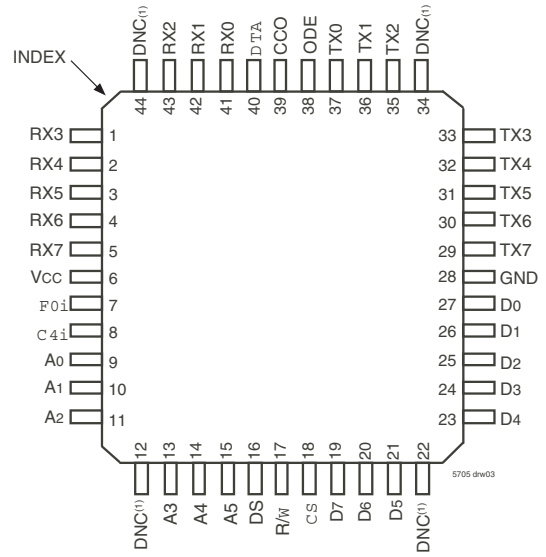 DNC(1) RX2 RX1 RX0 DTA CCO ODE TX0 TX1 TX2 DNC(1)
INDEX
44 43 42 41 40 39 38 37 36 35 34
RX3 1 33 TX3
RX4 2 32 TX4
RX5 3 31 TX5
RX6 4 30 TX6
RX7 5 29 TX7
VCC 6 28 GND
F0i 7 27 D0
C4i 8 26 D1
A0 9 25 D2
A1 10 24 D3
A2 11 23 D4
12 13 14 15 16 17 18 19 20 21 22
5705 drw03
DNC(1) A3 A4 A5 DS R/W CS D7 D6 D5 DNC(1)